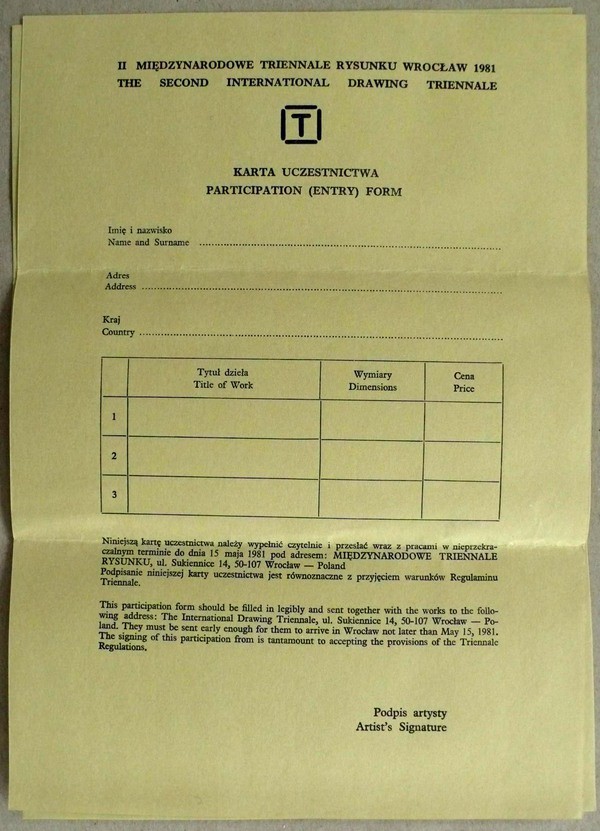 II MIĘDZYNARODOWE TRIENNALE RYSUNKU WROCŁAW 1981
THE SECOND INTERNATIONAL DRAWING TRIENNALE
T
KARTA UCZESTNICTWA
PARTICIPATION (ENTRY) FORM
Imię i nazwisko
Name and Surname
Adres
Address
Kraj
Country
Tytuł dzieła Wymiary Cena
Title of Work Dimensions Price
1
2
3
Niniejszą kartę uczestnictwa należy wypełnić czytelnie i przesłać wraz z pracami w nieprzekra-
czalnym terminie do dnia 15 maja 1981 pod adresem: MIĘDZYNARODOWE TRIENNALE
RYSUNKU, ul. Sukiennice 14, 50-107 Wrocław — Poland
Podpisanie niniejszej karty uczestnictwa jest równoznaczne z przyjęciem warunków Regulaminu
Triennale.
This participation form should be filled in legibly and sent together with the works to the follo-
wing address: The International Drawing Triennale, ul. Sukiennice 14, 50-107 Wrocław — Po-
land. They must be sent early enough for them to arrive in Wrocław not later than May 15, 1981.
The signing of this participation from is tantamount to accepting the provisions of the Triennale
Regulations.
Podpis artysty
Artist's Signature